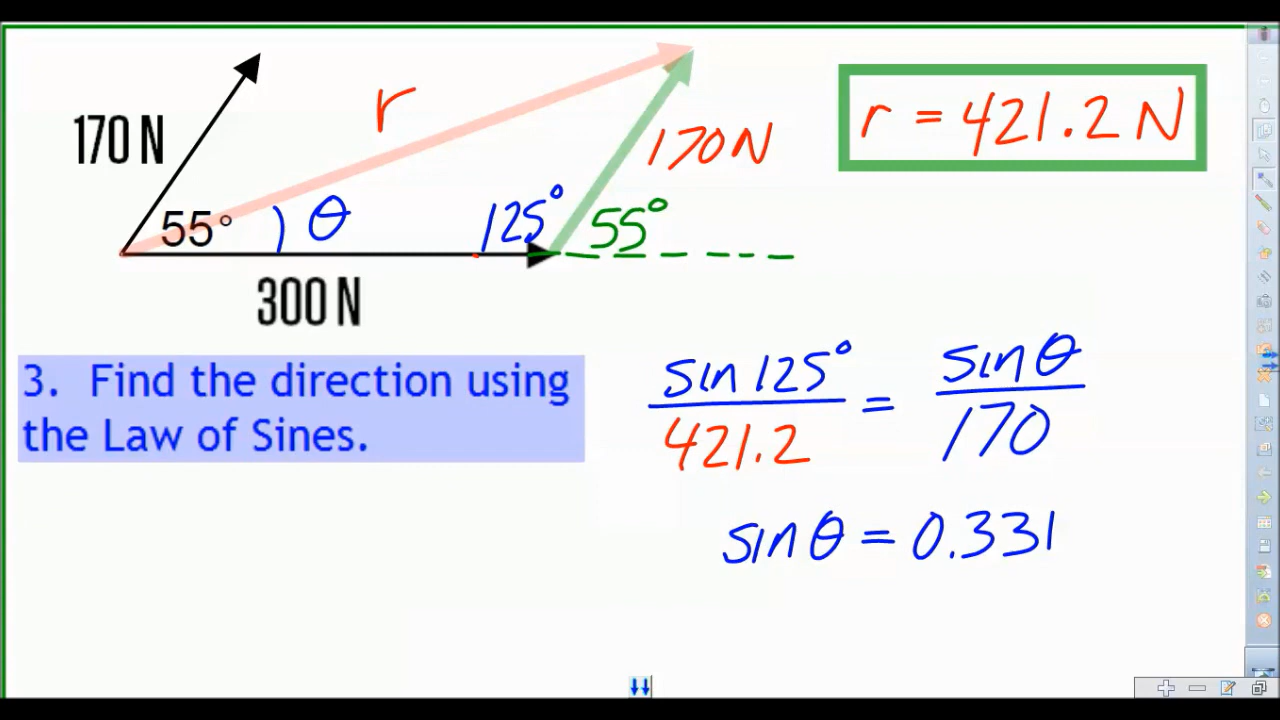 170 N
r
170 N
r = 421.2 N
55°
θ
125°
55°
300 N
3. Find the direction using
the Law of Sines.
sin 125° / 421.2 = sin θ / 170
sin θ = 0.331